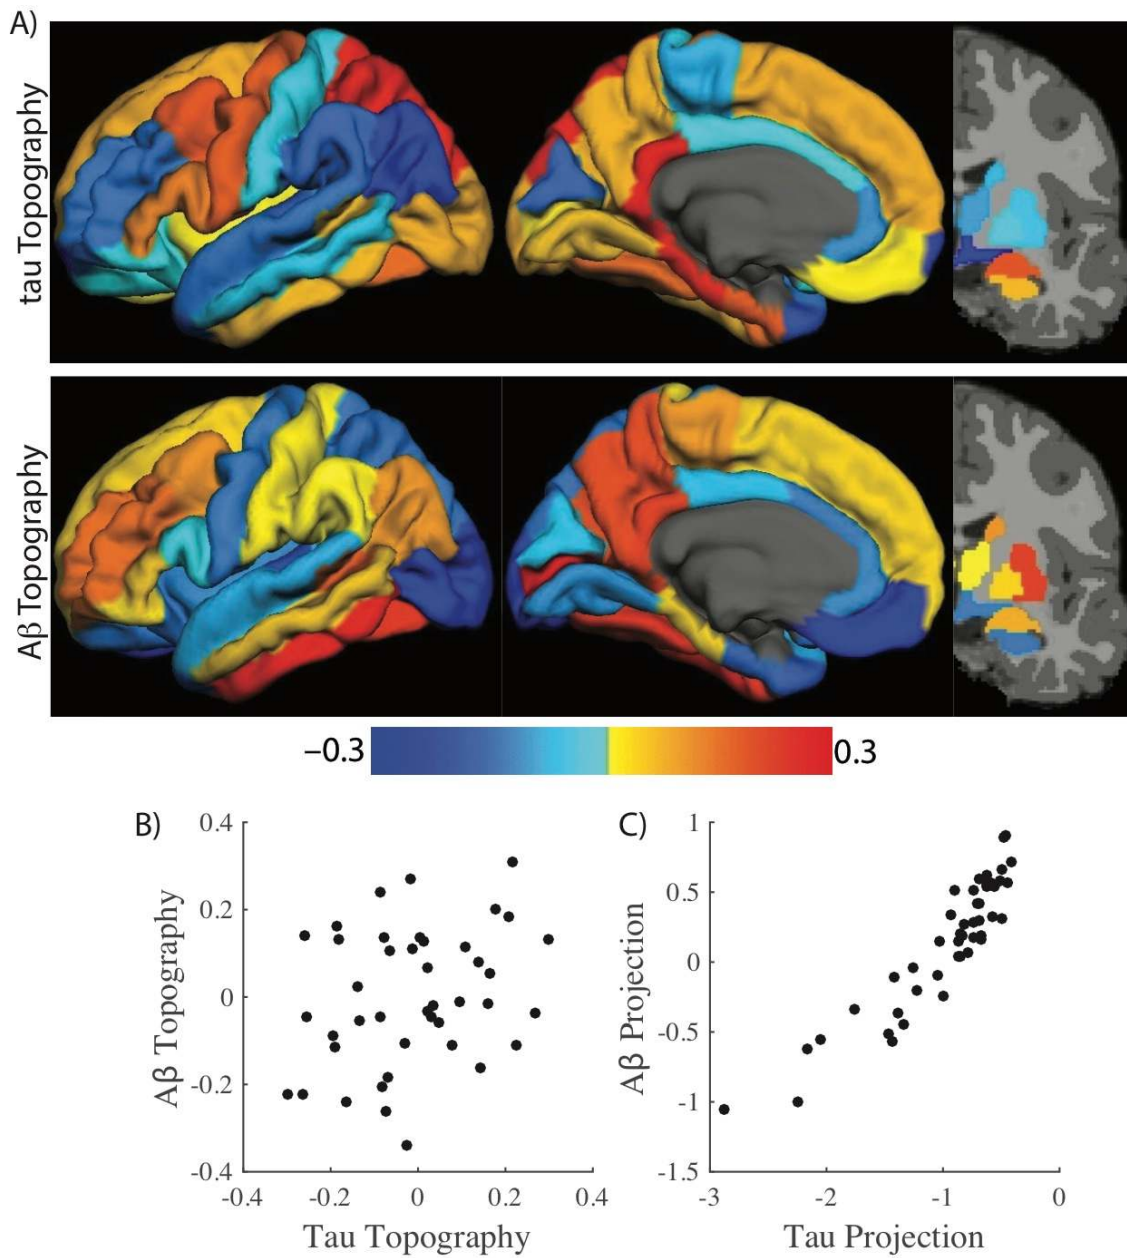 A)
tau Topography
Aβ Topography
−0.3
0.3
B)
0.4
0.2
0
-0.2
-0.4
Aβ Topography
-0.4
-0.2
0
0.2
0.4
Tau Topography
C)
1
0.5
0
-0.5
-1
-1.5
Aβ Projection
-3
-2
-1
0
Tau Projection